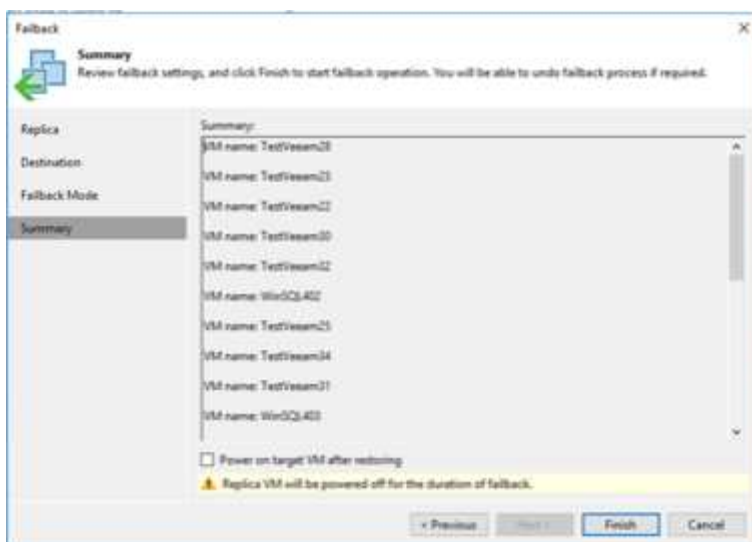 Failback
Summary
Review failback settings, and click Finish to start failback operation. You will be able to undo failback process if required.
Replica
Destination
Failback Mode
Summary
Summary:
VM name: TestVeeam28
VM name: TestVeeam23
VM name: TestVeeam22
VM name: TestVeeam30
VM name: TestVeeam32
VM name: WinSQL402
VM name: TestVeeam25
VM name: TestVeeam34
VM name: TestVeeam31
VM name: WinSQL403
Power on target VM after restoring
Replica VM will be powered off for the duration of failback.
< Previous
Next >
Finish
Cancel